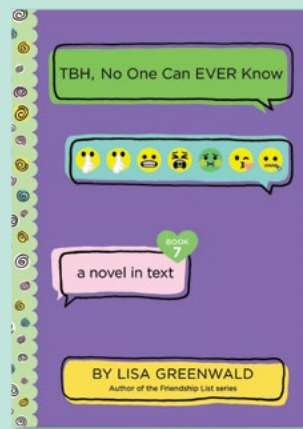 TBH, No One Can EVER Know
BOOK
7
a novel in text
BY LISA GREENWALD
Author of the Friendship List series